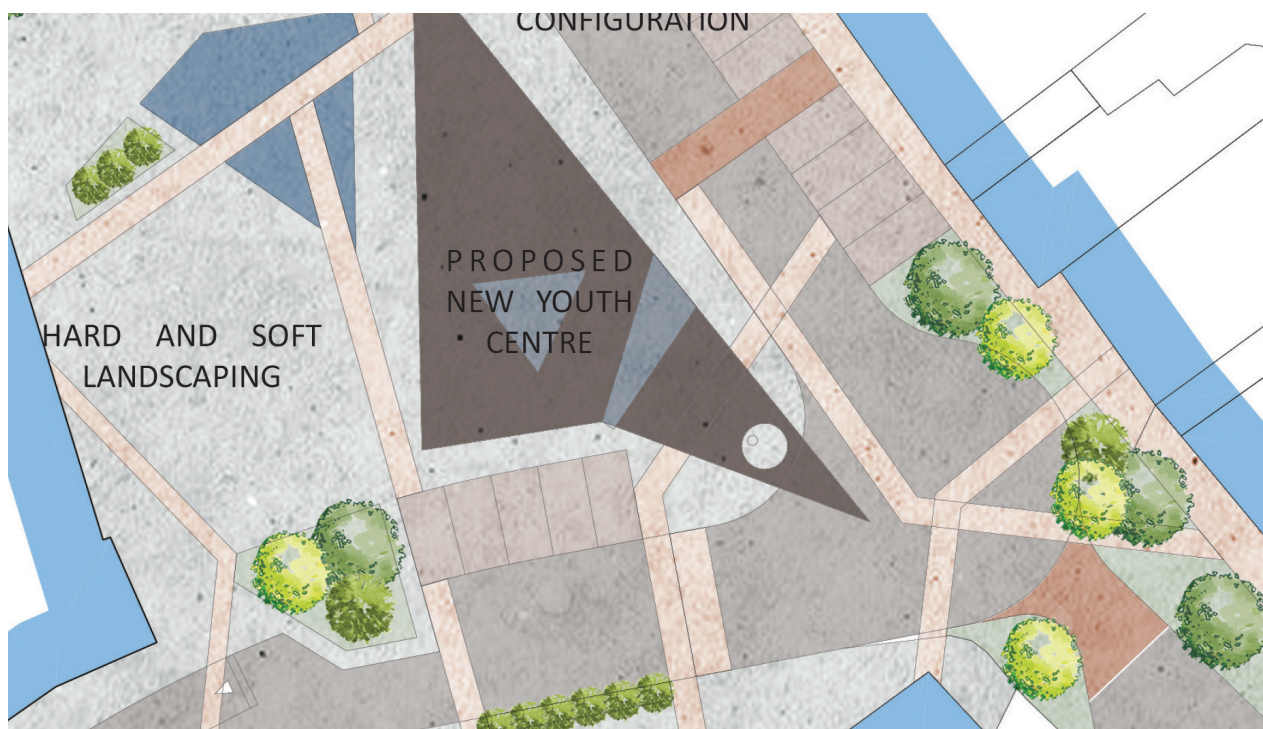 CONFIGURATION
PROPOSED
NEW YOUTH
CENTRE
HARD AND SOFT
LANDSCAPING